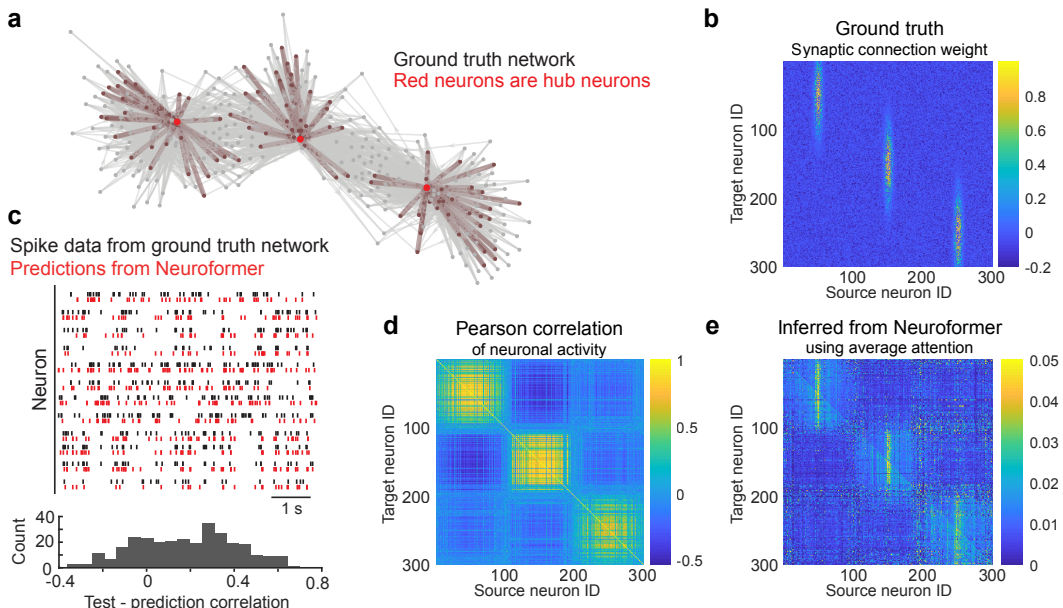 a
Ground truth network
Red neurons are hub neurons
b
Ground truth
Synaptic connection weight
Target neuron ID
100
200
300
100
200
300
Source neuron ID
0.8
0.6
0.4
0.2
0
-0.2
c
Spike data from ground truth network
Predictions from Neuroformer
Neuron
1 s
Count
40
20
0
-0.4
0
0.4
0.8
Test - prediction correlation
d
Pearson correlation
of neuronal activity
Target neuron ID
100
200
300
100
200
300
Source neuron ID
1
0.5
0
-0.5
e
Inferred from Neuroformer
using average attention
Target neuron ID
100
200
300
100
200
300
Source neuron ID
0.05
0.04
0.03
0.02
0.01
0